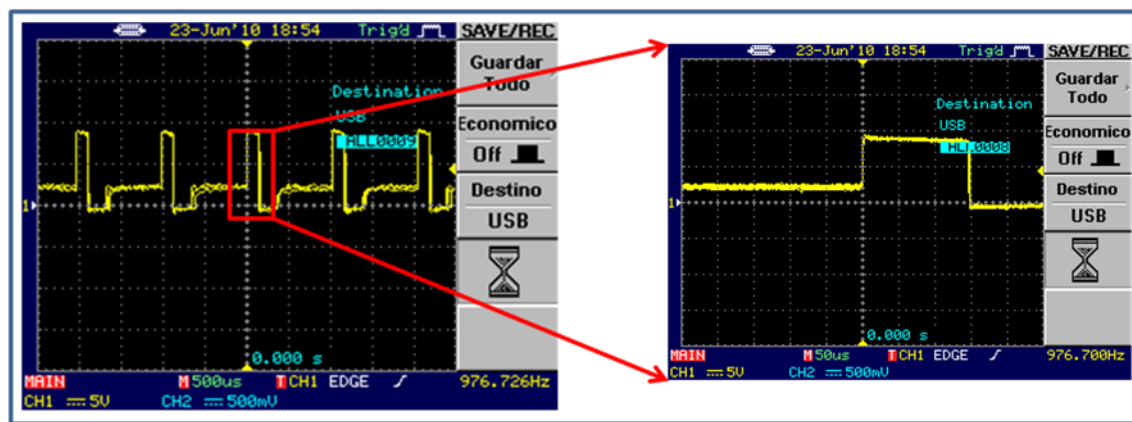 23-Jun'10 18:54 Trig'd SAVE/REC
Guardar
Todo
Destination
USB
ALL0009
Economico
Off
Destino
USB
1
0.000 s
MAIN M 500us T CH1 EDGE 976.726Hz
CH1 5V CH2 500mV
23-Jun'10 18:54 Trig'd SAVE/REC
Guardar
Todo
Destination
USB
ALL0008
Economico
Off
Destino
USB
1
0.000 s
MAIN M 50us T CH1 EDGE 976.700Hz
CH1 5V CH2 500mV